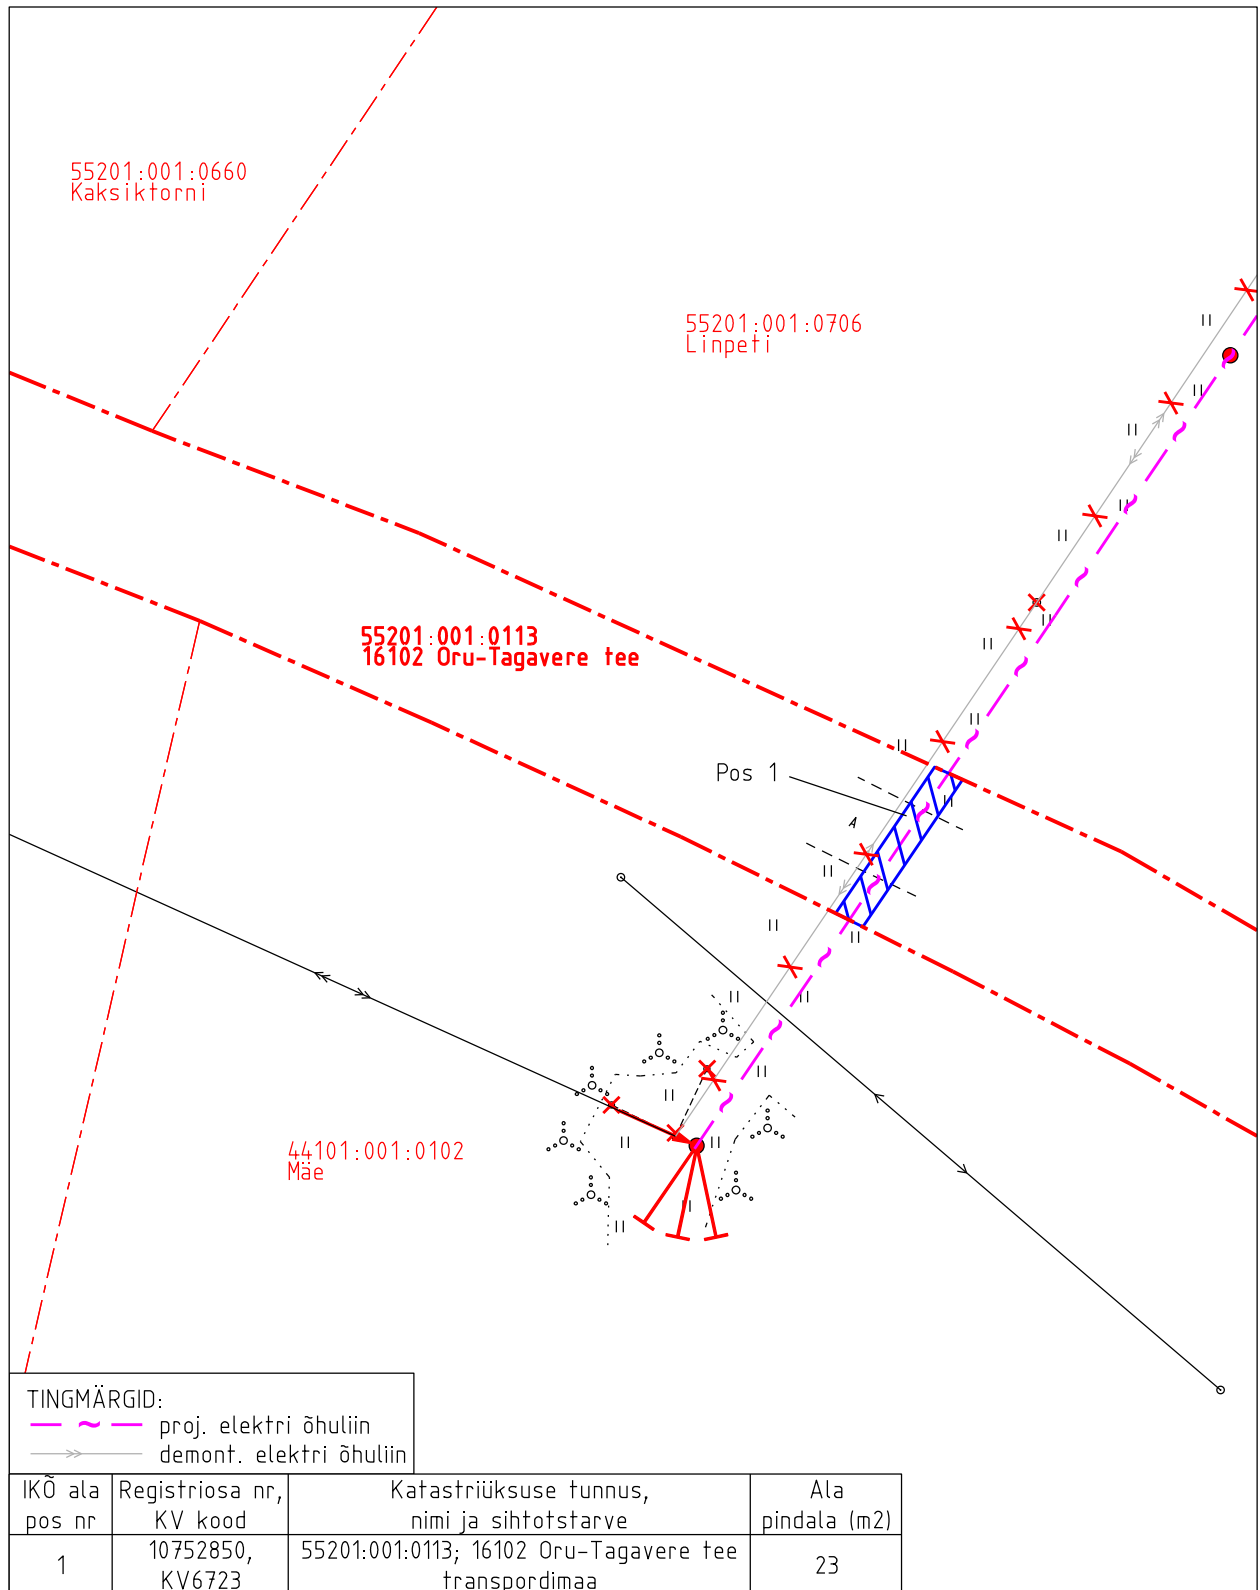 55201:001:0660
Kaksiktorni
55201:001:0706
Linpeti
55201:001:0113
16102 Oru-Tagavere tee
Pos 1
A
44101:001:0102
Mäe
TINGMÄRGID:
proj. elektri õhuliin
demont. elektri õhuliin
IKÕ ala pos nr
Registriosa nr, KV kood
Katastriüksuse tunnus, nimi ja sihtotstarve
Ala pindala (m2)
1
10752850, KV6723
55201:001:0113; 16102 Oru-Tagavere tee transpordimaa
23